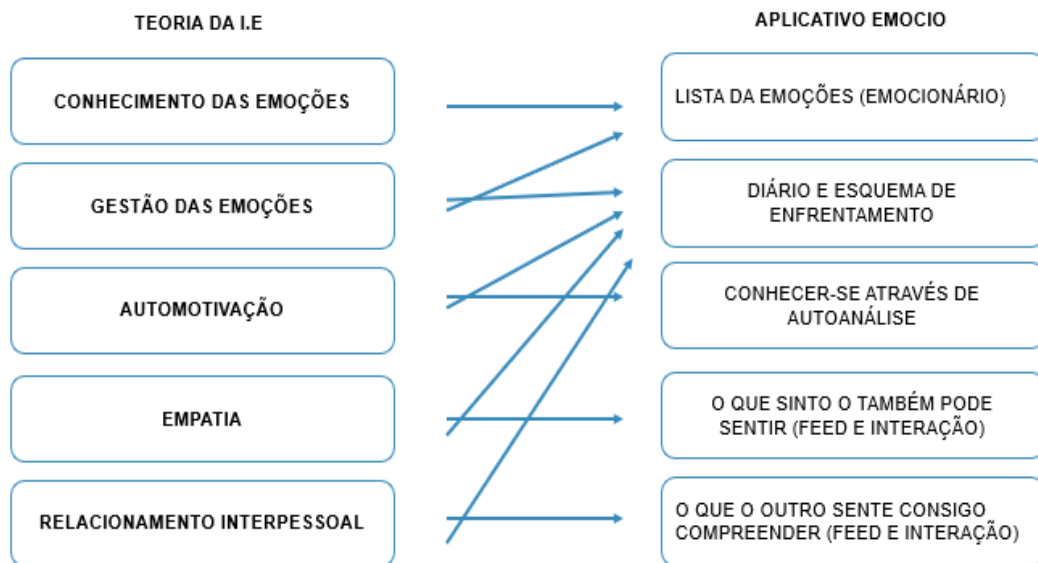 TEORIA DA I.E
APLICATIVO EMOCIO
CONHECIMENTO DAS EMOÇÕES
LISTA DA EMOÇÕES (EMOCIONÁRIO)
GESTÃO DAS EMOÇÕES
DIÁRIO E ESQUEMA DE
ENFRENTAMENTO
AUTOMOTIVAÇÃO
CONHECER-SE ATRAVÉS DE
AUTOANÁLISE
EMPATIA
O QUE SINTO O TAMBÉM PODE
SENTIR (FEED E INTERAÇÃO)
RELACIONAMENTO INTERPESSOAL
O QUE O OUTRO SENTE CONSIGO
COMPREENDER (FEED E INTERAÇÃO)